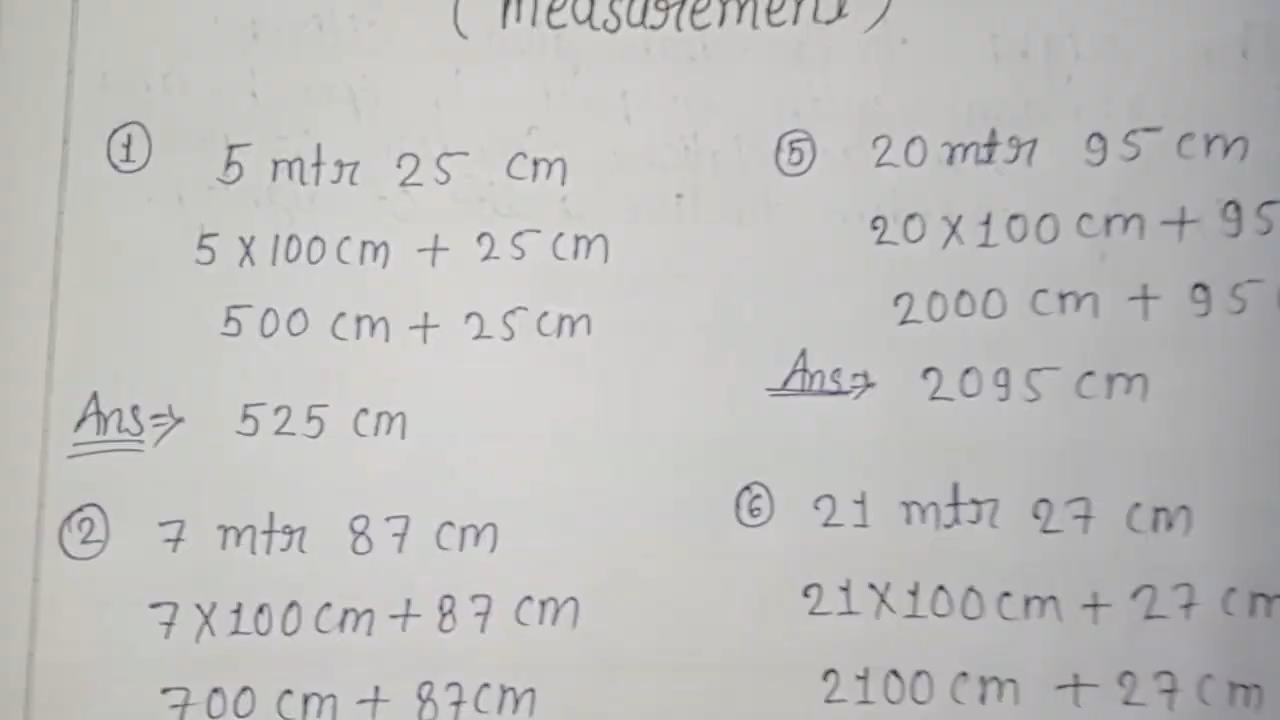 (measurement)
① 5 mtr 25 cm
5 x 100 cm + 25 cm
500 cm + 25 cm
Ans⇒ 525 cm
② 7 mtr 87 cm
7 X 100 cm + 87 cm
700 cm + 87 cm
⑤ 20 mtr 95 cm
20 x 100 cm + 95
2000 cm + 95
Ans⇒ 2095 cm
⑥ 21 mtr 27 cm
21 X 100 cm + 27 cm
2100 cm + 27 cm